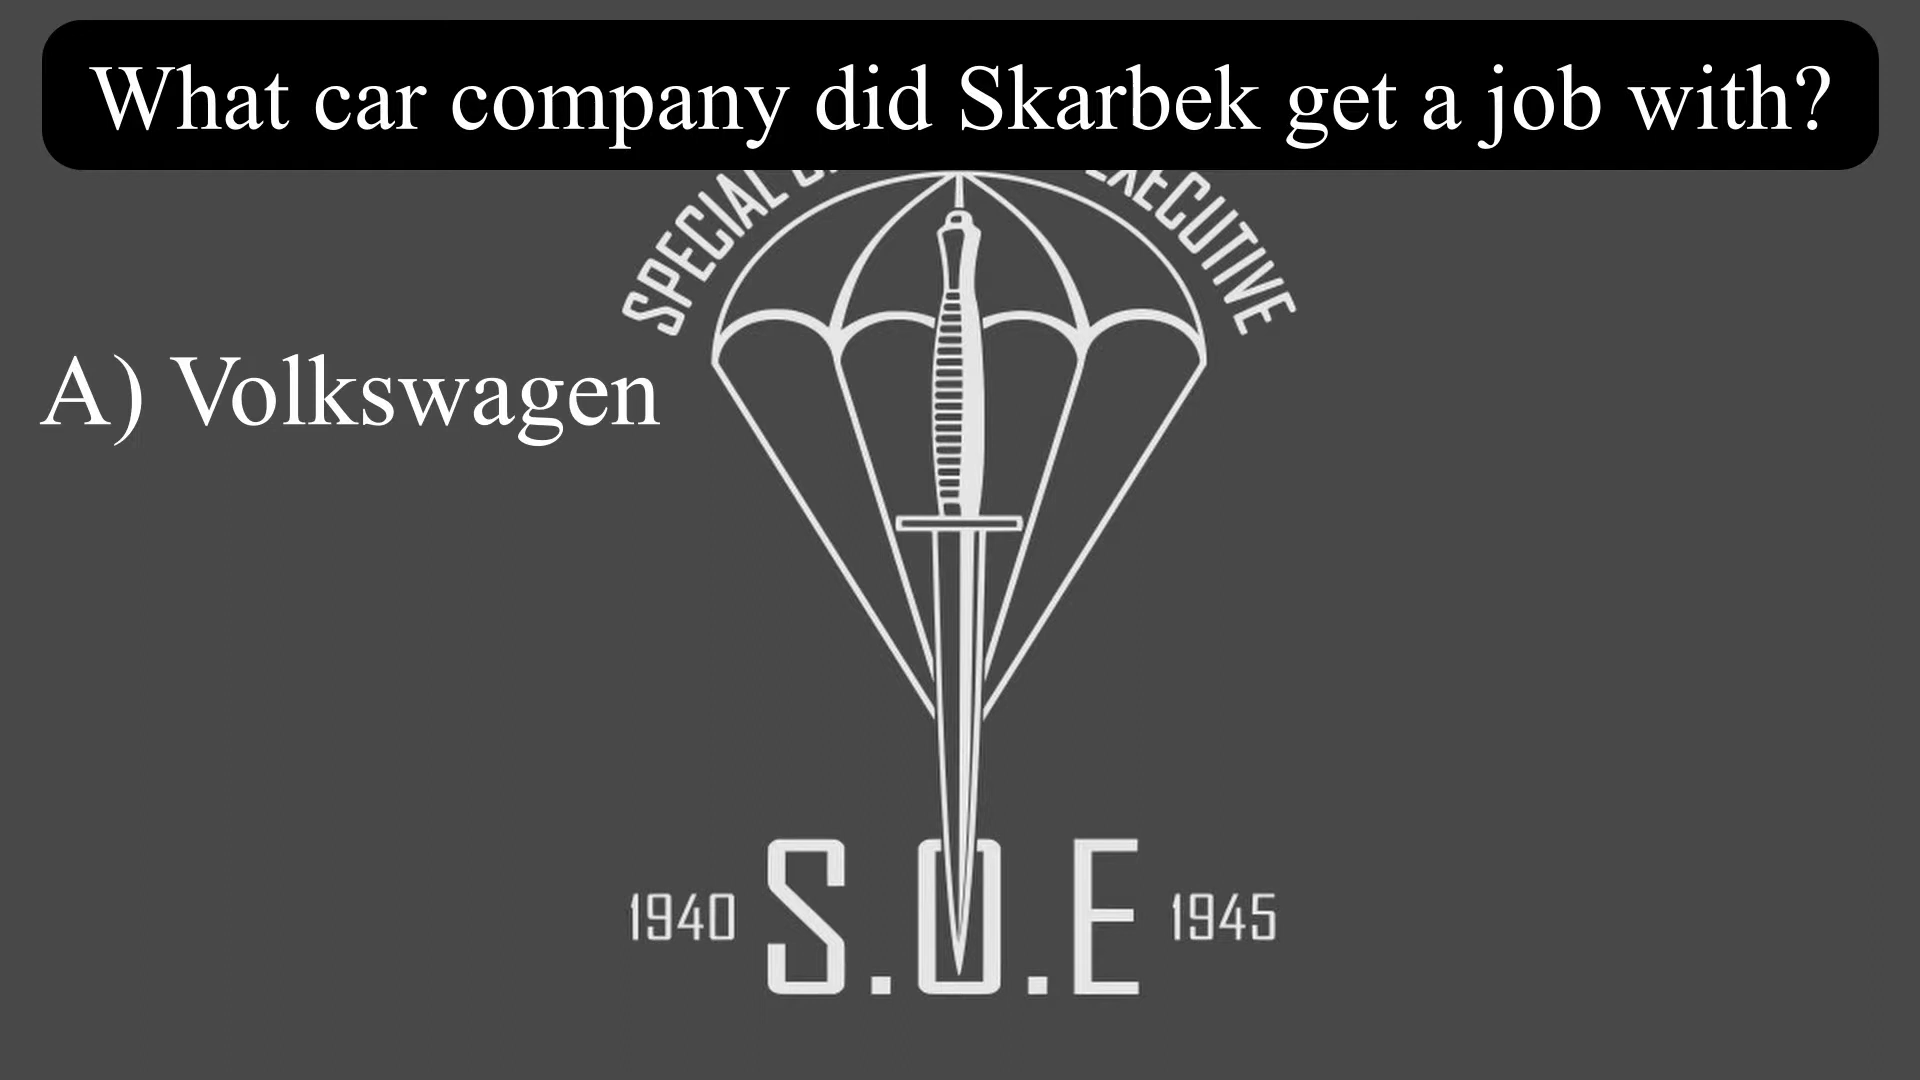 What car company did Skarbek get a job with?
SPECIAL EXECUTIVE
A) Volkswagen
1940 S.O.E 1945